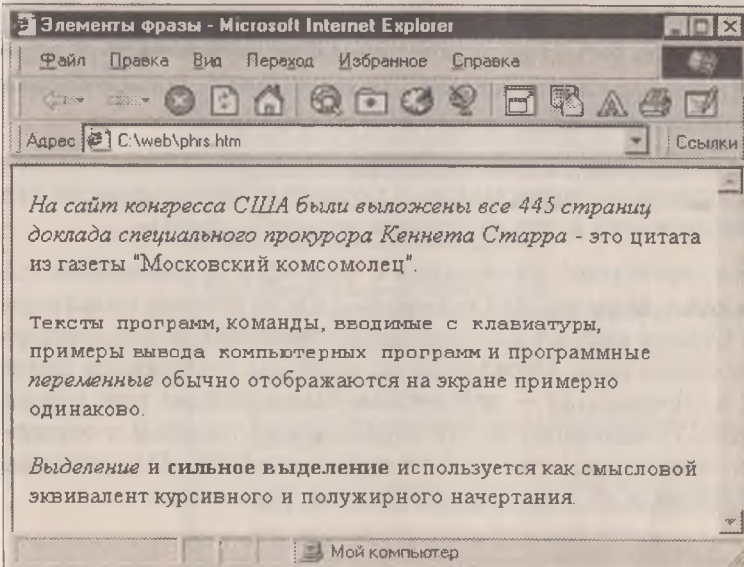 Элементы фразы - Microsoft Internet Explorer
Файл Правка Вид Переход Избранное Справка
Адрес C:\web\phrs.htm Ссылки
На сайт конгресса США были выложены все 445 страниц
доклада специального прокурора Кеннета Старра - это цитата
из газеты "Московский комсомолец".
Тексты программ, команды, вводимые с клавиатуры,
примеры вывода компьютерных программ и программные
переменные обычно отображаются на экране примерно
одинаково.
Выделение и сильное выделение используется как смысловой
эквивалент курсивного и полужирного начертания.
Мой компьютер